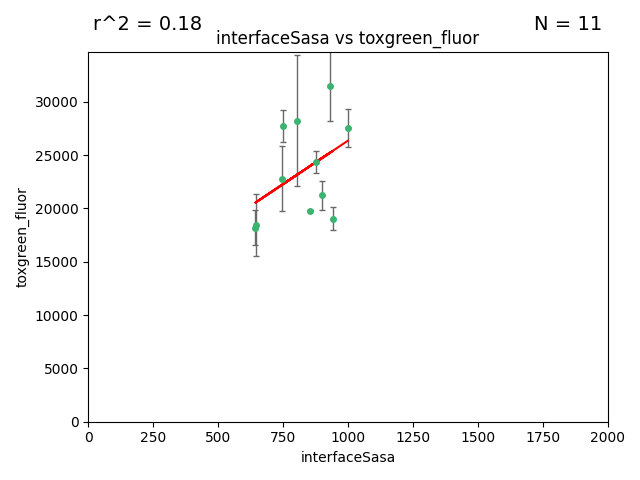 r^2 = 0.18
N = 11
interfaceSasa vs toxgreen_fluor
30000
25000
20000
15000
10000
5000
0
toxgreen_fluor
0 250 500 750 1000 1250 1500 1750 2000
interfaceSasa